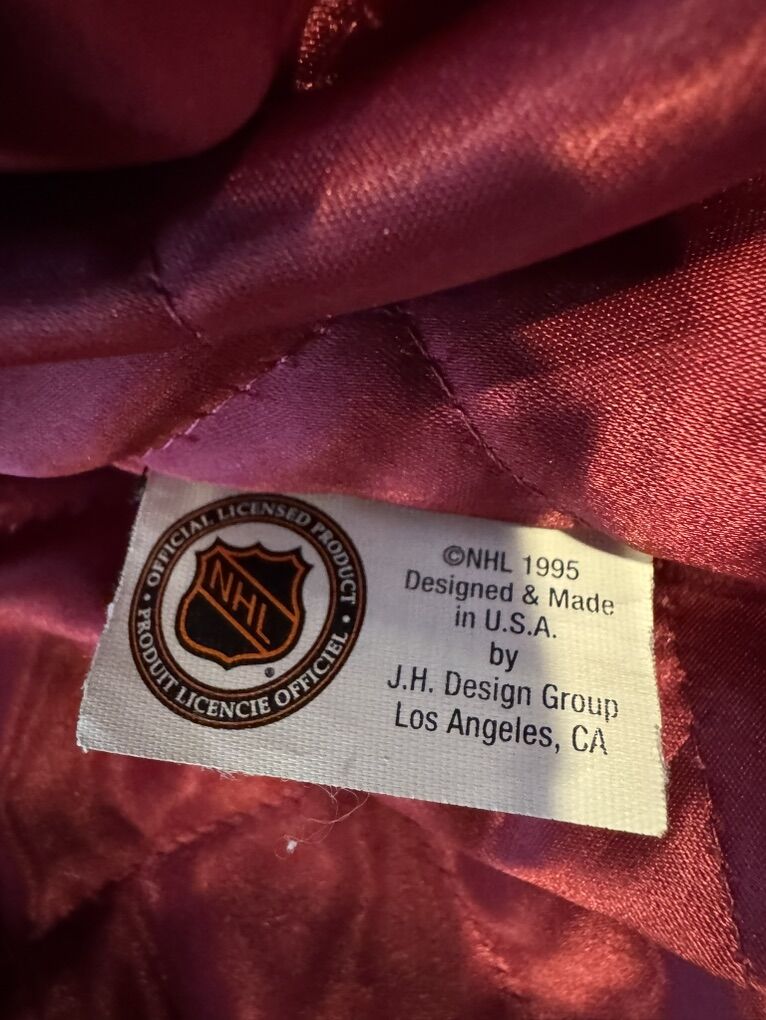 OFFICIAL LICENSED PRODUCT
NHL
®
• PRODUIT LICENCIE OFFICIEL •
©NHL 1995
Designed & Made
in U.S.A.
by
J.H. Design Group
Los Angeles, CA